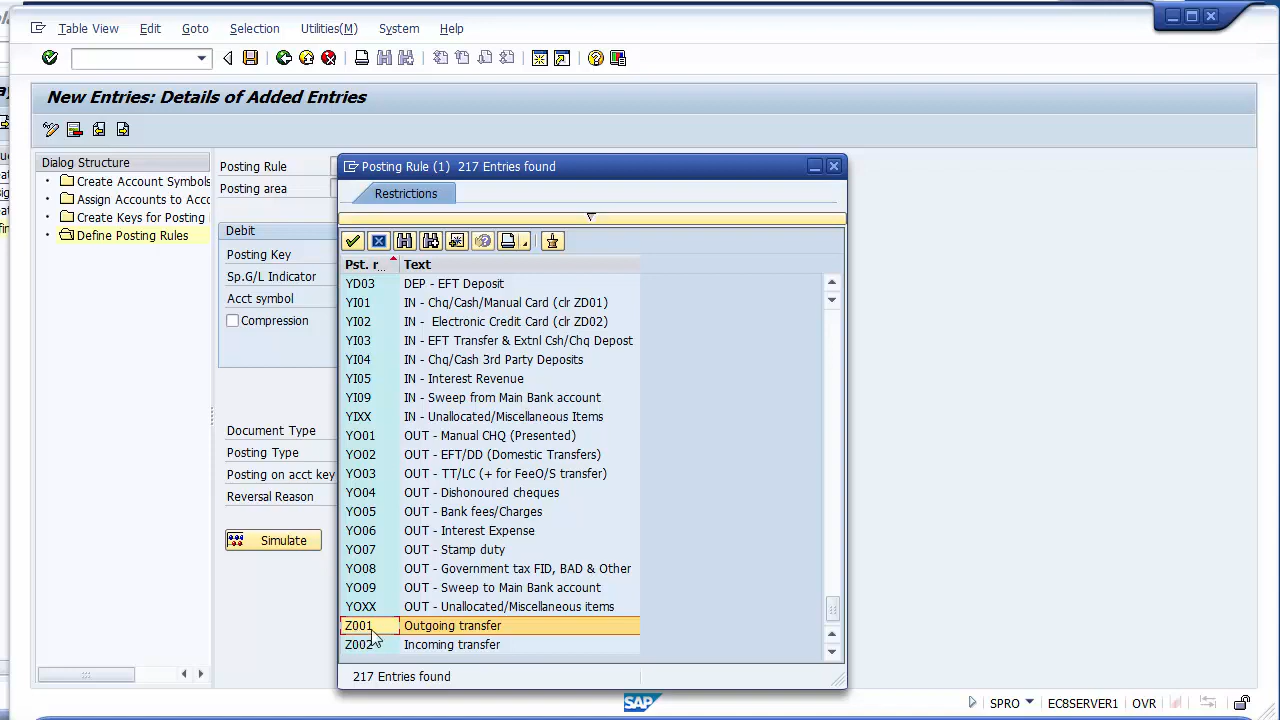 Table View Edit Goto Selection Utilities(M) System Help
New Entries: Details of Added Entries
Dialog Structure
Create Account Symbols
Assign Accounts to Acco
Create Keys for Posting
Define Posting Rules
Posting Rule
Posting area
Debit
Posting Key
Sp.G/L Indicator
Acct symbol
Compression
Document Type
Posting Type
Posting on acct key
Reversal Reason
Simulate
Posting Rule (1) 217 Entries found
Restrictions
Pst. r... Text
YD03 DEP - EFT Deposit
YI01 IN - Chq/Cash/Manual Card (clr ZD01)
YI02 IN - Electronic Credit Card (clr ZD02)
YI03 IN - EFT Transfer & Extnl Csh/Chq Depost
YI04 IN - Chq/Cash 3rd Party Deposits
YI05 IN - Interest Revenue
YI09 IN - Sweep from Main Bank account
YIXX IN - Unallocated/Miscellaneous Items
YO01 OUT - Manual CHQ (Presented)
YO02 OUT - EFT/DD (Domestic Transfers)
YO03 OUT - TT/LC (+ for FeeO/S transfer)
YO04 OUT - Dishonoured cheques
YO05 OUT - Bank fees/Charges
YO06 OUT - Interest Expense
YO07 OUT - Stamp duty
YO08 OUT - Government tax FID, BAD & Other
YO09 OUT - Sweep to Main Bank account
YOXX OUT - Unallocated/Miscellaneous items
Z001 Outgoing transfer
Z002 Incoming transfer
217 Entries found
SAP
SPRO EC8SERVER1 OVR